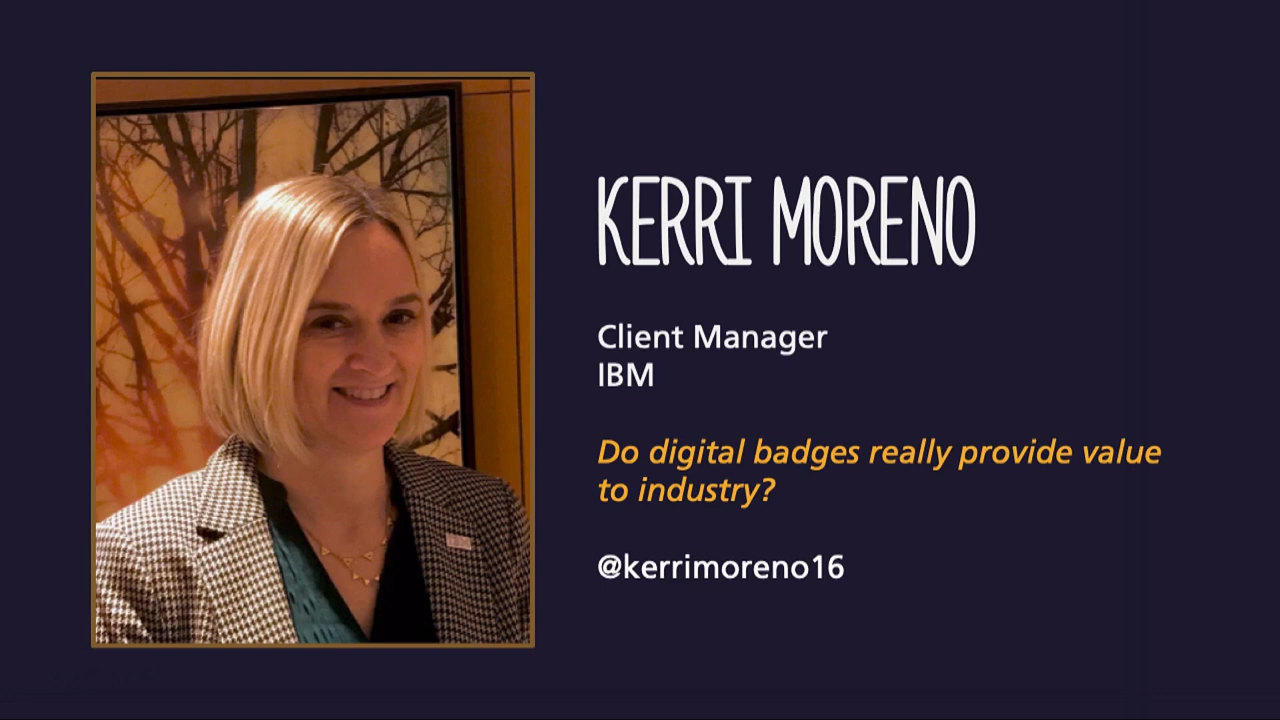 KERRI MORENO
Client Manager
IBM
Do digital badges really provide value
to industry?
@kerrimoreno16